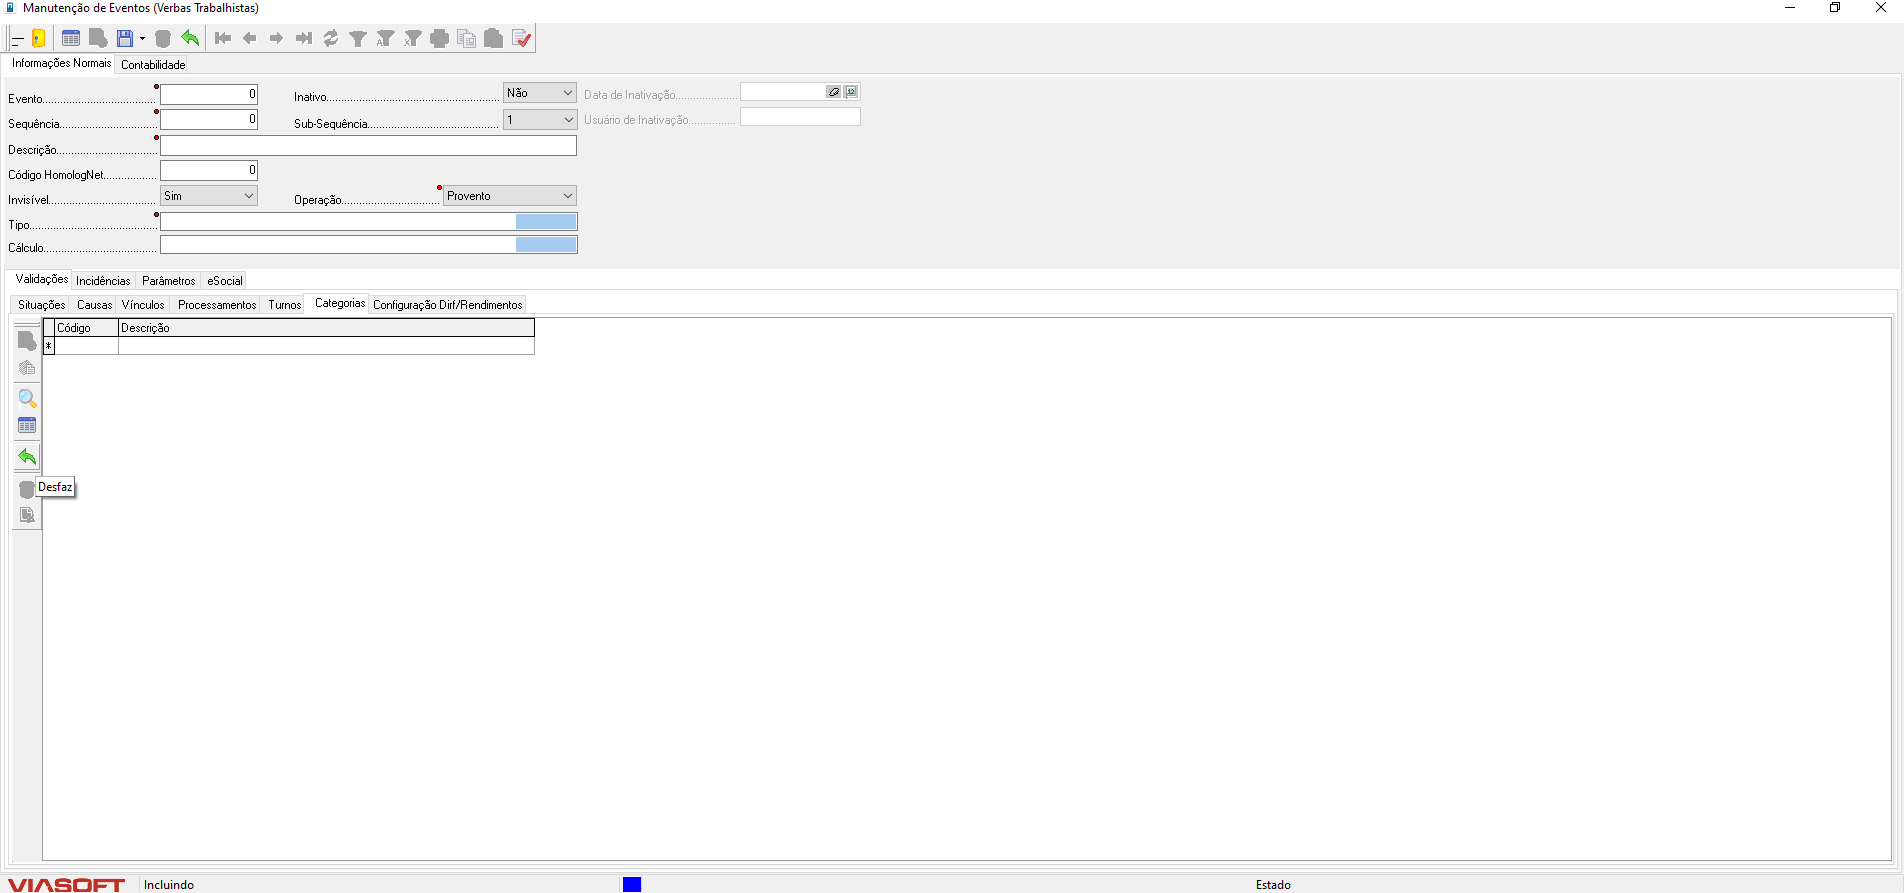 Manutenção de Eventos (Verbas Trabalhistas)
Informações Normais Contabilidade
Evento 0 Inativo Não Data de Inativação
Sequência 0 Sub-Sequência 1 Usuário de Inativação
Descrição
Código HomologNet 0
Invisível Sim Operação Provento
Tipo
Cálculo
Validações Incidências Parâmetros eSocial
Situações Causas Vínculos Processamentos Turnos Categorias Configuração Dirf/Rendimentos
Código Descrição
*
Desfaz
VIASOFT Incluindo Estado